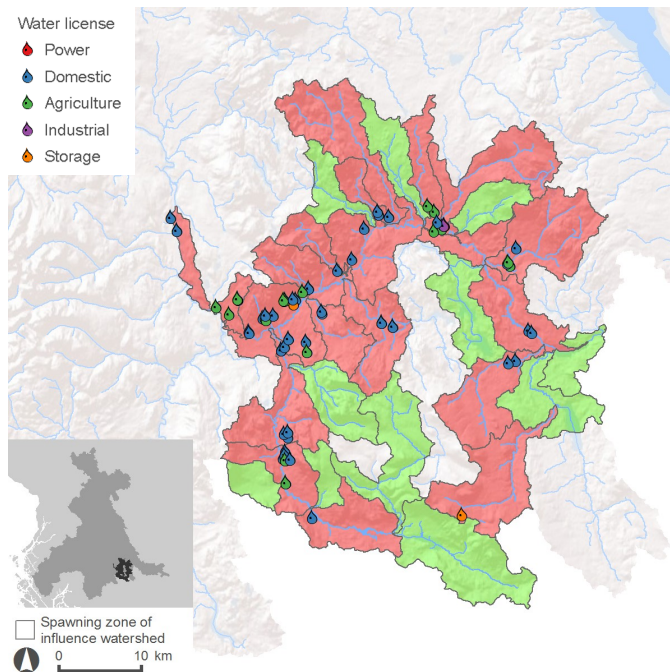 Water license
Power
Domestic
Agriculture
Industrial
Storage
Spawning zone of
influence watershed
0 10 km